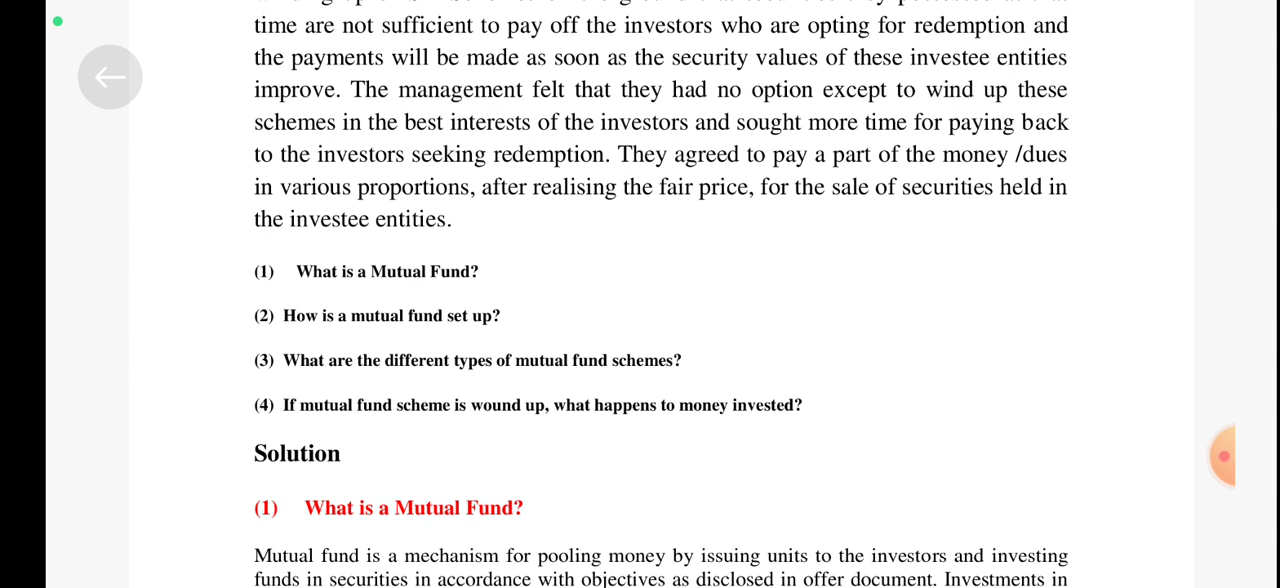 time are not sufficient to pay off the investors who are opting for redemption and
the payments will be made as soon as the security values of these investee entities
improve. The management felt that they had no option except to wind up these
schemes in the best interests of the investors and sought more time for paying back
to the investors seeking redemption. They agreed to pay a part of the money /dues
in various proportions, after realising the fair price, for the sale of securities held in
the investee entities.
(1) What is a Mutual Fund?
(2) How is a mutual fund set up?
(3) What are the different types of mutual fund schemes?
(4) If mutual fund scheme is wound up, what happens to money invested?
Solution
(1) What is a Mutual Fund?
Mutual fund is a mechanism for pooling money by issuing units to the investors and investing
funds in securities in accordance with objectives as disclosed in offer document. Investments in